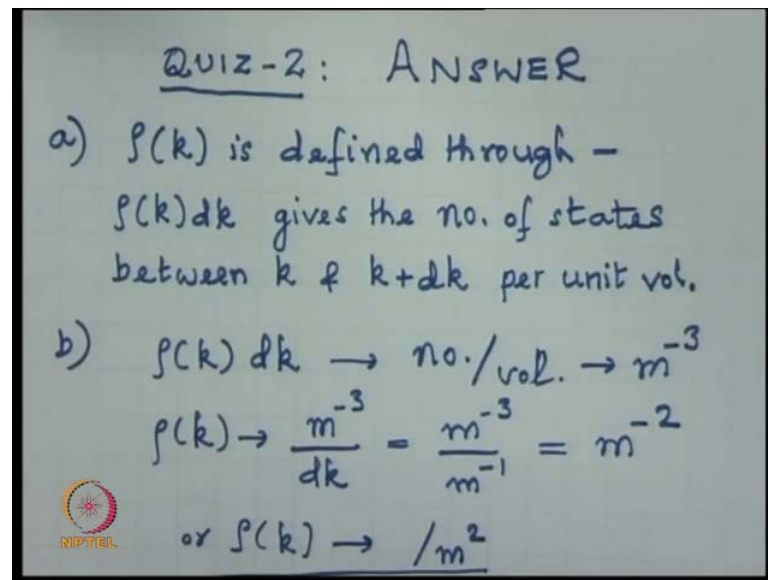 QUIZ-2: ANSWER
a) ρ(k) is defined through –
ρ(k)dk gives the no. of states
between k & k+dk per unit vol.
b) ρ(k) dk → no./vol. → m⁻³
ρ(k) → m⁻³/dk = m⁻³/m⁻¹ = m⁻²
or ρ(k) → /m²
NPTEL